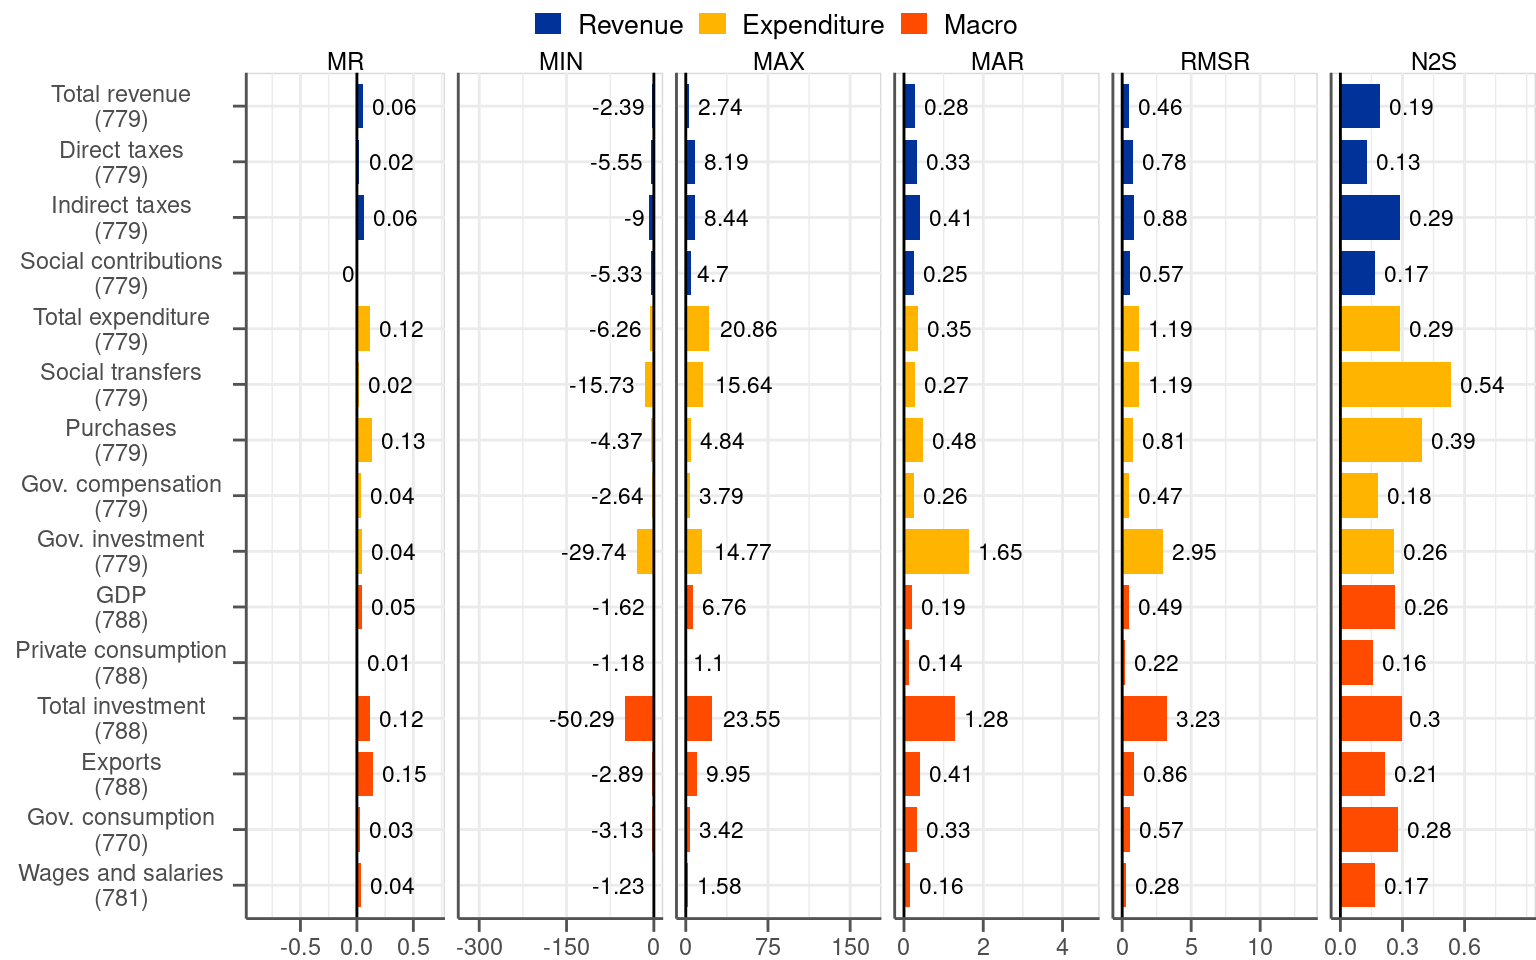 Revenue Expenditure Macro
MR MIN MAX MAR RMSR N2S
Total revenue
(779)
0.06 -2.39 2.74 0.28 0.46 0.19
Direct taxes
(779)
0.02 -5.55 8.19 0.33 0.78 0.13
Indirect taxes
(779)
0.06 -9 8.44 0.41 0.88 0.29
Social contributions
(779)
0 -5.33 4.7 0.25 0.57 0.17
Total expenditure
(779)
0.12 -6.26 20.86 0.35 1.19 0.29
Social transfers
(779)
0.02 -15.73 15.64 0.27 1.19 0.54
Purchases
(779)
0.13 -4.37 4.84 0.48 0.81 0.39
Gov. compensation
(779)
0.04 -2.64 3.79 0.26 0.47 0.18
Gov. investment
(779)
0.04 -29.74 14.77 1.65 2.95 0.26
GDP
(788)
0.05 -1.62 6.76 0.19 0.49 0.26
Private consumption
(788)
0.01 -1.18 1.1 0.14 0.22 0.16
Total investment
(788)
0.12 -50.29 23.55 1.28 3.23 0.3
Exports
(788)
0.15 -2.89 9.95 0.41 0.86 0.21
Gov. consumption
(770)
0.03 -3.13 3.42 0.33 0.57 0.28
Wages and salaries
(781)
0.04 -1.23 1.58 0.16 0.28 0.17
-0.5 0.0 0.5 -300 -150 0 0 75 150 0 2 4 0 5 10 0.0 0.3 0.6